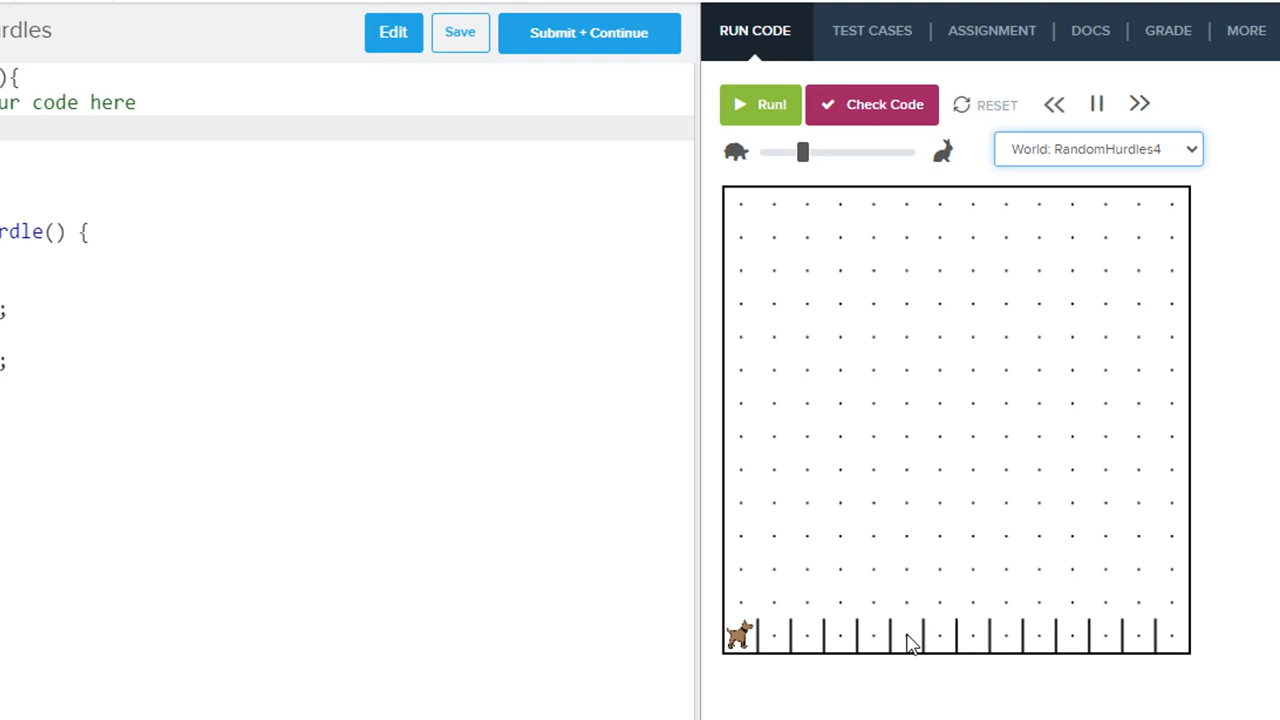 rdles
Edit
Save
Submit + Continue
){
ur code here
rdle() {
;
;
RUN CODE
TEST CASES
ASSIGNMENT
DOCS
GRADE
MORE
Run!
Check Code
RESET
World: RandomHurdles4